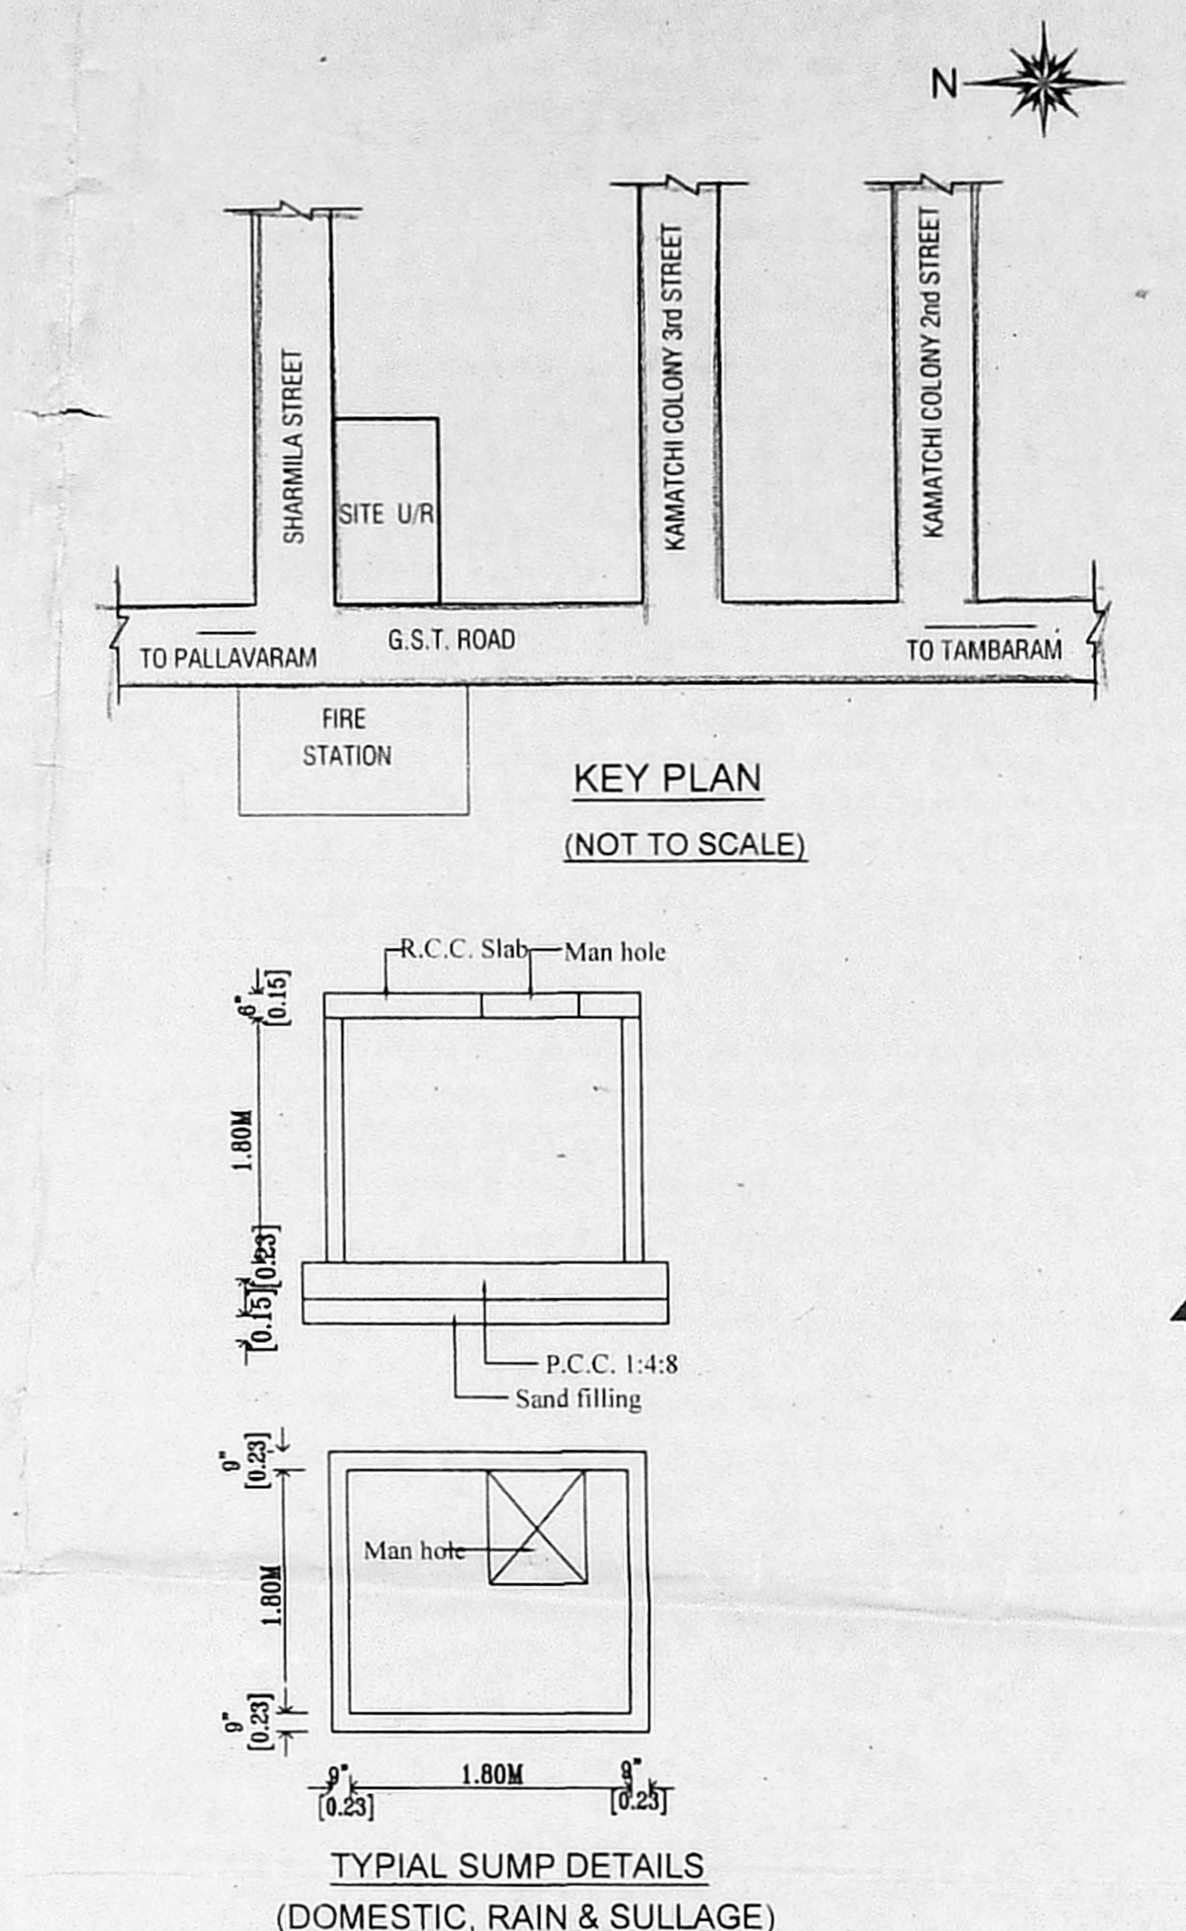 N
SHARMILA STREET
KAMATCHI COLONY 3rd STREET
KAMATCHI COLONY 2nd STREET
SITE U/R
G.S.T. ROAD
TO PALLAVARAM
TO TAMBARAM
FIRE
STATION
KEY PLAN
(NOT TO SCALE)
R.C.C. Slab
Man hole
6"
[0.15]
1.80M
[0.23]
[0.15]
P.C.C. 1:4:8
Sand filling
9"
[0.23]
Man hole
1.80M
9"
[0.23]
9"
1.80M
9"
[0.23]
[0.23]
TYPIAL SUMP DETAILS
(DOMESTIC, RAIN & SULLAGE)